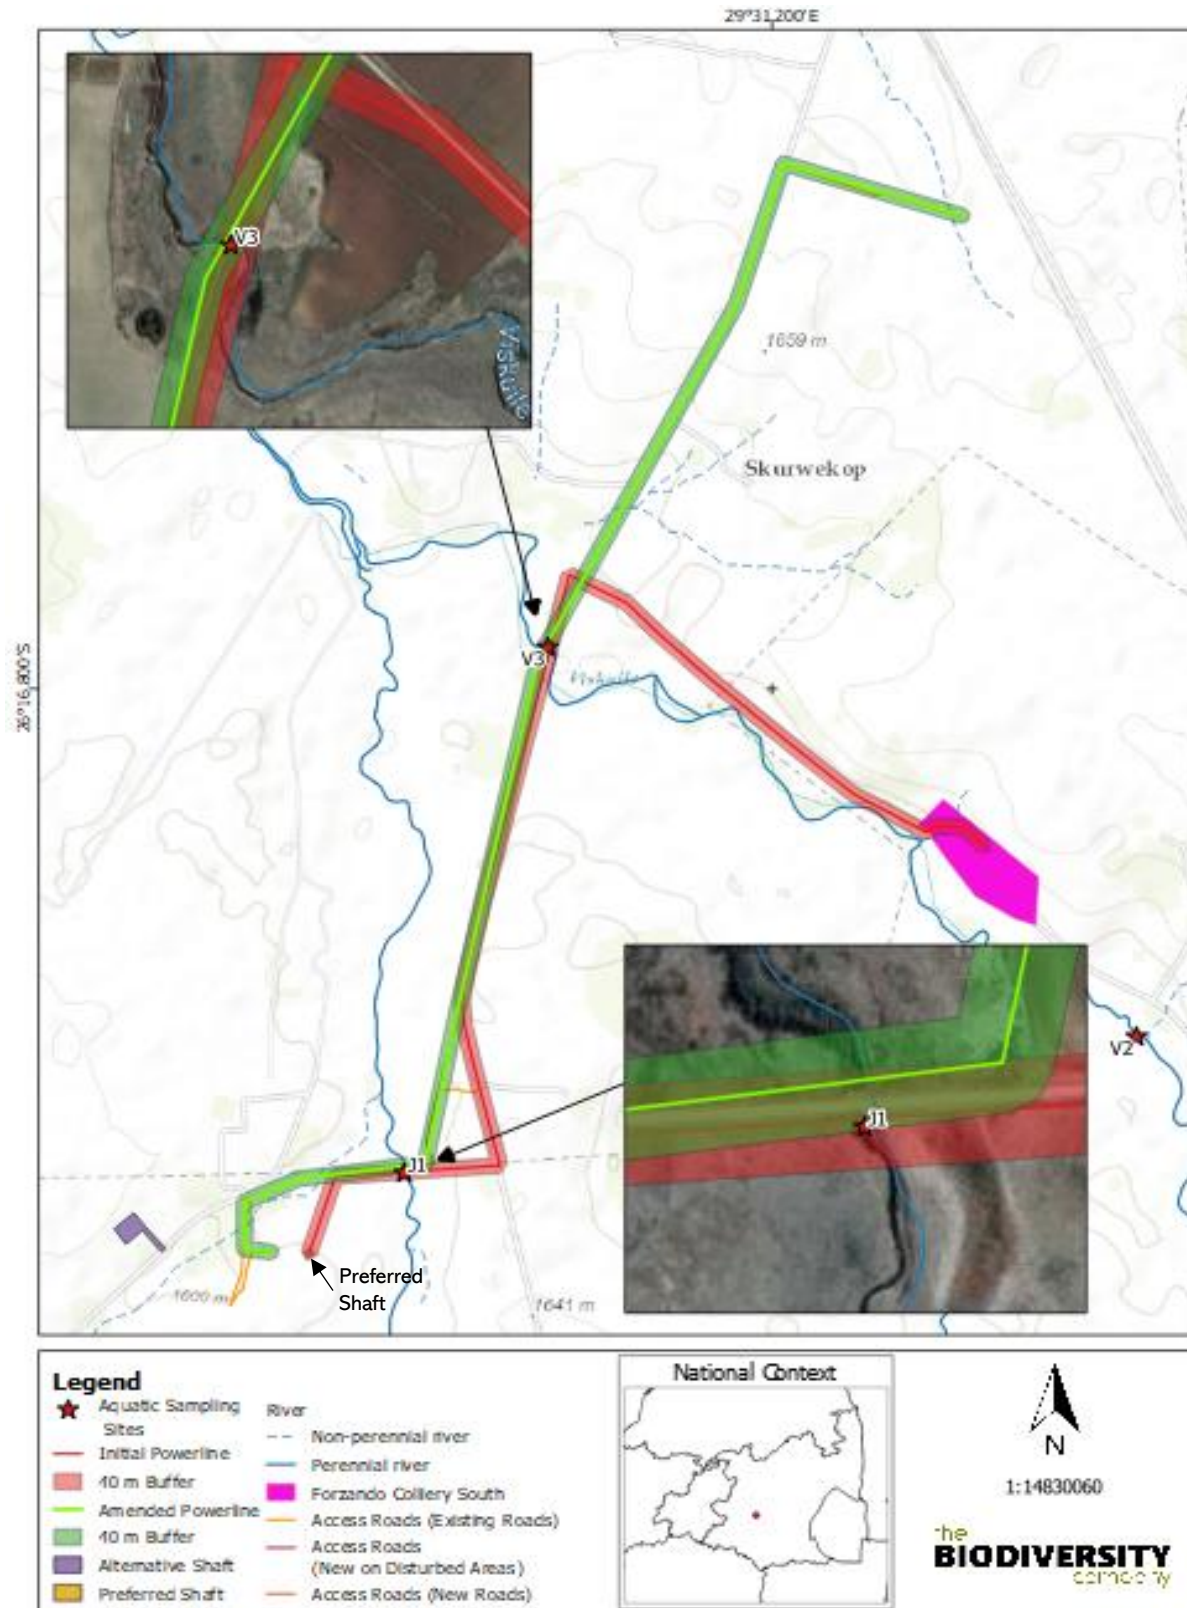 29°31,200'E
V3
Viskuile
1659 m
Skurwekop
26°16,800'S
V3
Viskuile
V2
J1
J1
Preferred
Shaft
1600 m
1641 m
Legend
Aquatic Sampling
Sites
Initial Powerline
40 m Buffer
Amended Powerline
40 m Buffer
Alternative Shaft
Preferred Shaft
River
Non-perennial river
Perennial river
Forzando Colliery South
Access Roads (Existing Roads)
Access Roads
(New on Disturbed Areas)
Access Roads (New Roads)
National Context
N
1:14830060
the
BIODIVERSITY
company